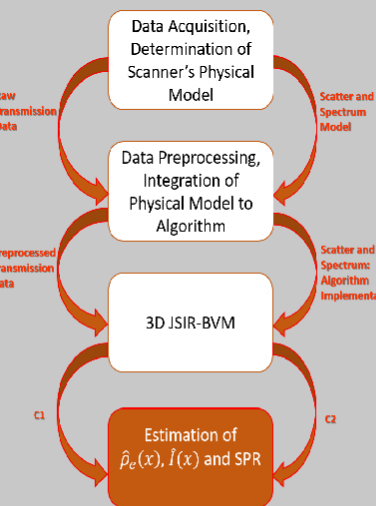 Data Acquisition,
Determination of
Scanner's Physical
Model
Scatter and
Spectrum
Model
Data Preprocessing,
Integration of
Physical Model to
Algorithm
Scatter and
Spectrum:
Algorithm
3D JSIR-BVM
C1
C2
Estimation of
ρ̂ₑ(x), Î(x) and SPR